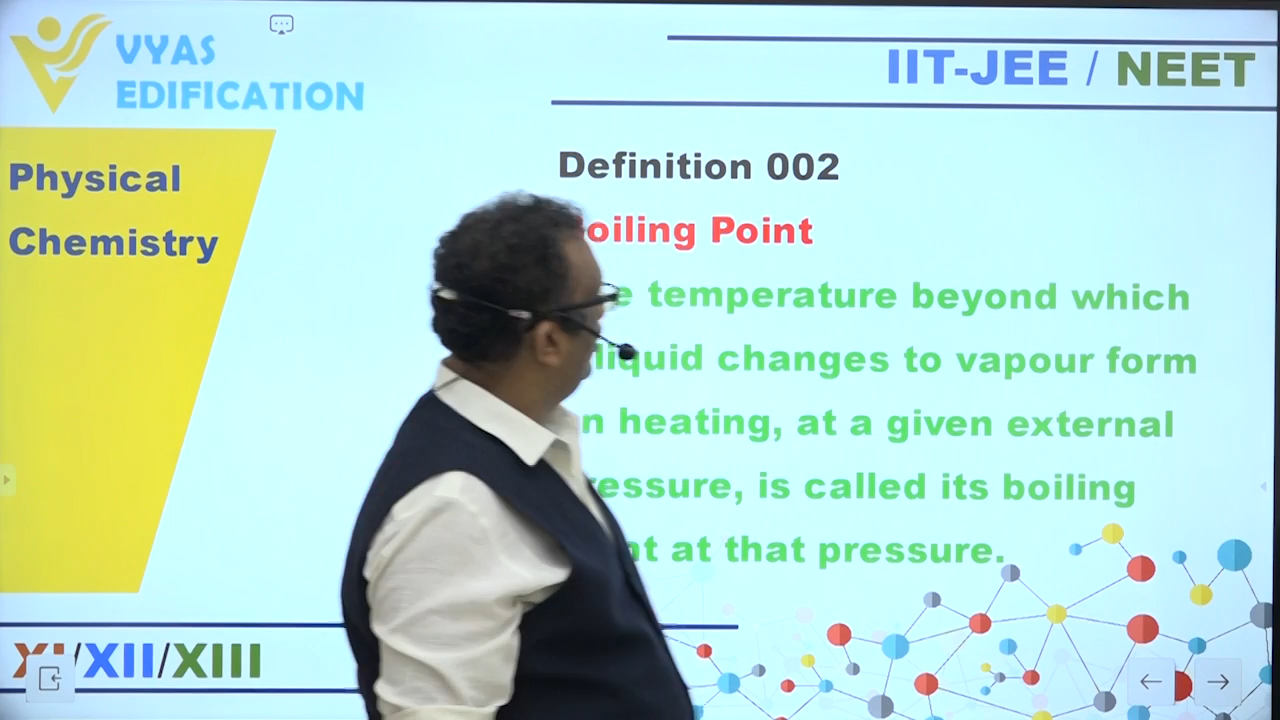 VYAS
EDIFICATION
IIT-JEE / NEET
Physical
Chemistry
Definition 002
oiling Point
e temperature beyond which
liquid changes to vapour form
n heating, at a given external
ressure, is called its boiling
nt at that pressure.
XI/XII/XIII